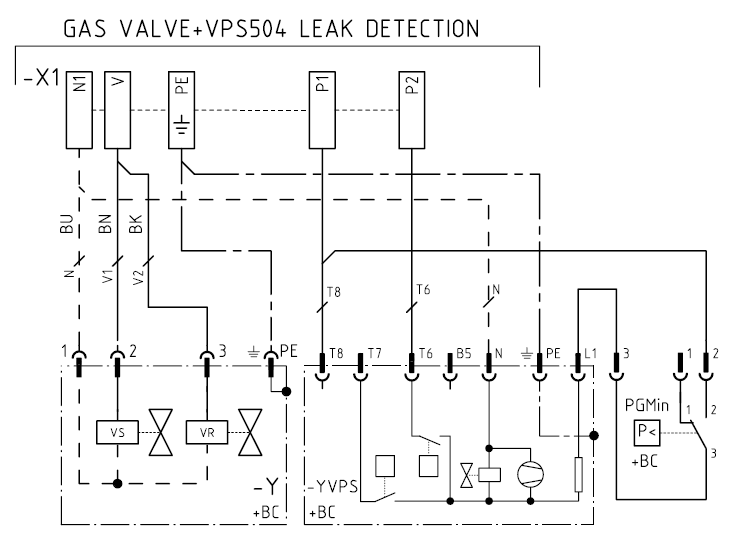 GAS VALVE+VPS504 LEAK DETECTION
-X1
N1 V PE P1 P2
BU BN BK
N V1 V2 T8 T6 N
1 2 3 PE T8 T7 T6 B5 N PE L1 3 1 2
PGMin 1 2
VS VR P<
+BC 3
-Y -YVPS
+BC +BC